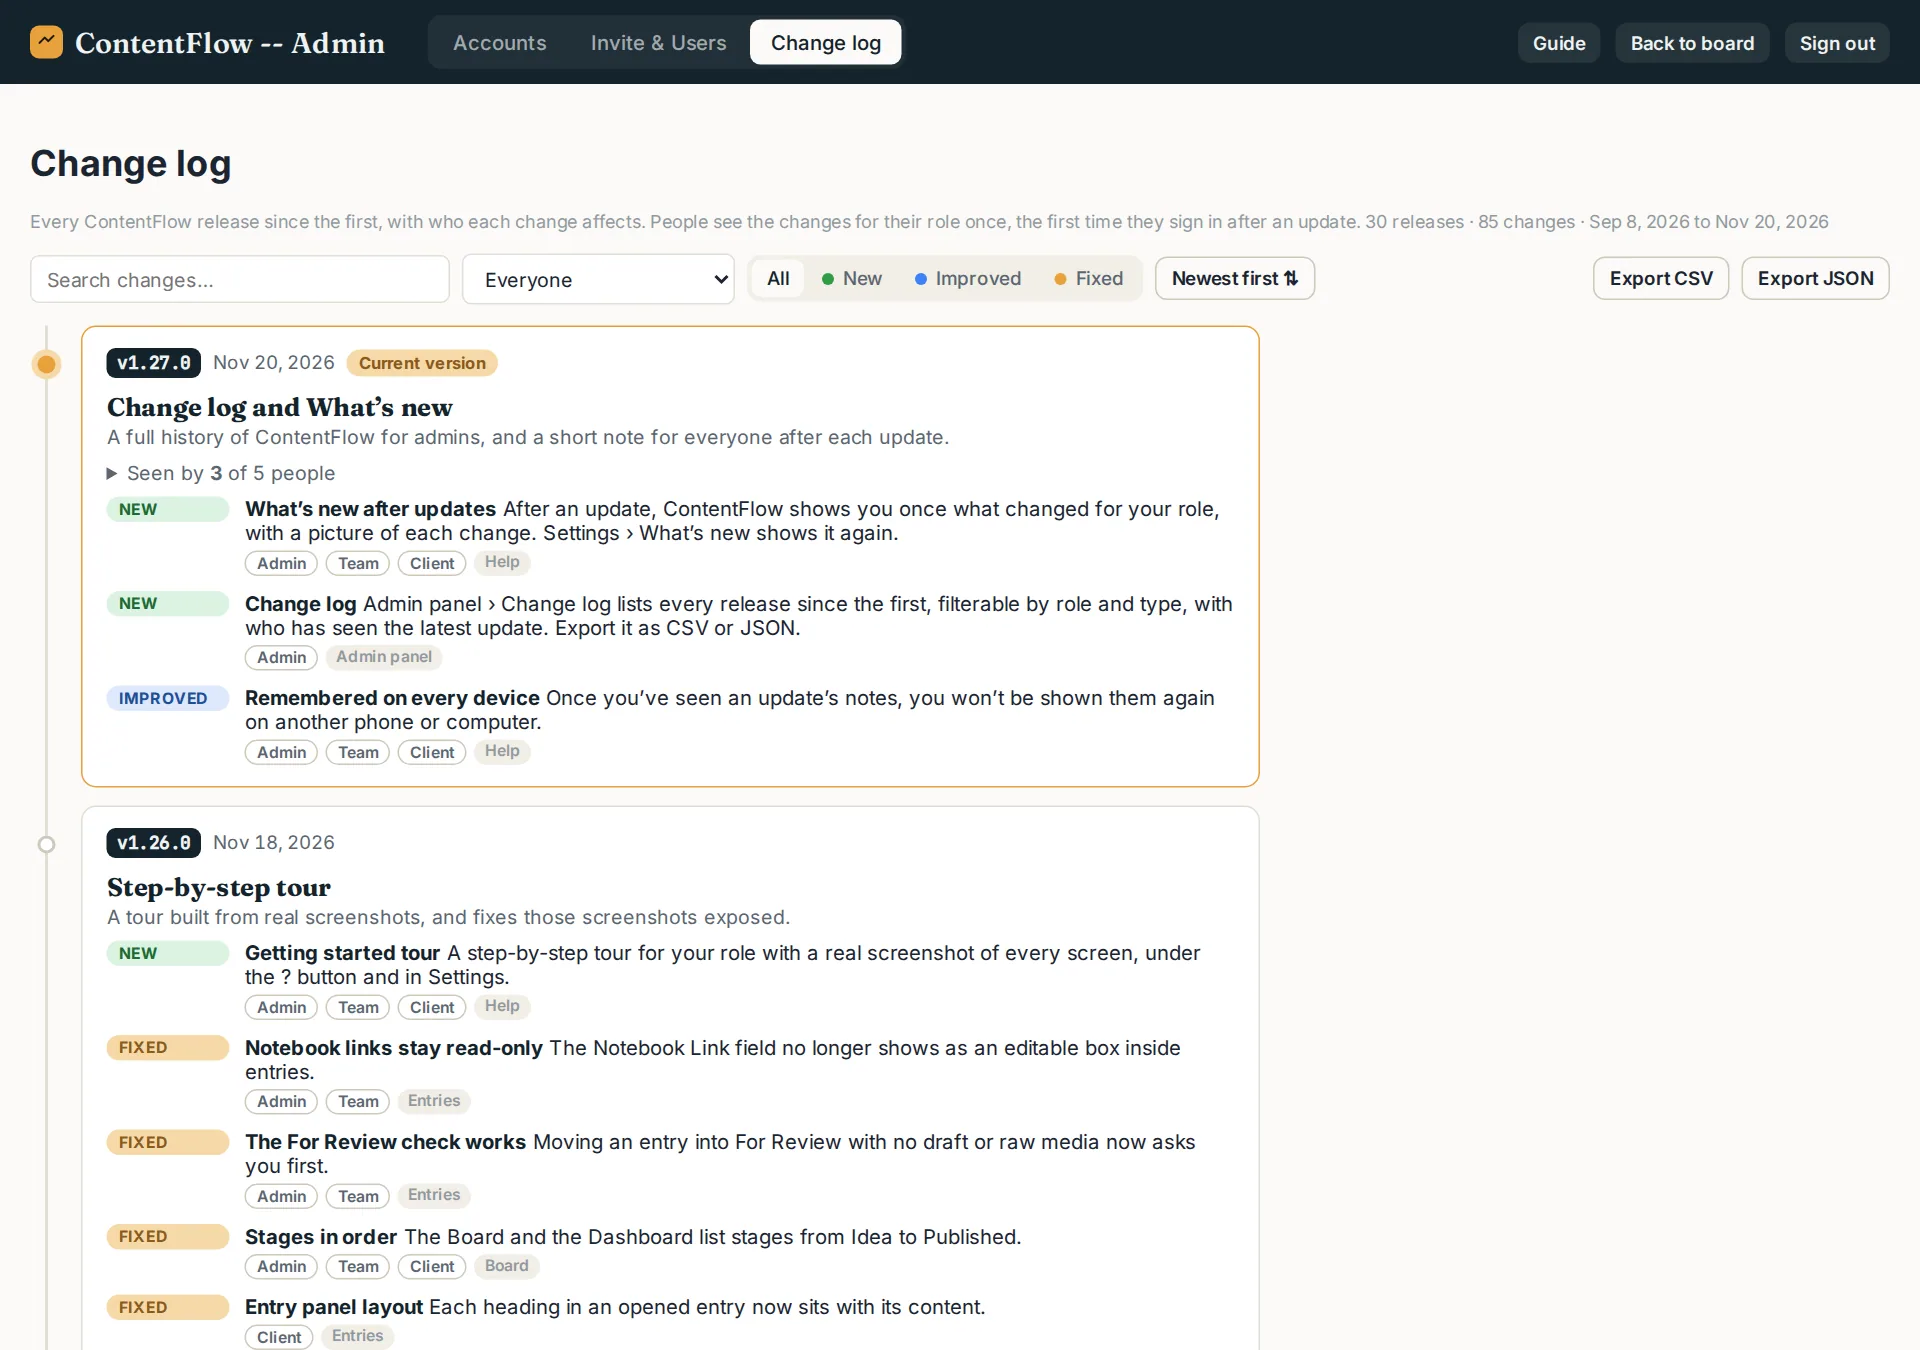 ContentFlow -- Admin
Accounts
Invite & Users
Change log
Guide
Back to board
Sign out
Change log
Every ContentFlow release since the first, with who each change affects. People see the changes for their role once, the first time they sign in after an update. 30 releases · 85 changes · Sep 8, 2026 to Nov 20, 2026
Search changes...
Everyone
All
New
Improved
Fixed
Newest first ⇅
Export CSV
Export JSON
v1.27.0 Nov 20, 2026 Current version
Change log and What’s new
A full history of ContentFlow for admins, and a short note for everyone after each update.
▶ Seen by 3 of 5 people
NEW What’s new after updates After an update, ContentFlow shows you once what changed for your role,
with a picture of each change. Settings › What’s new shows it again.
Admin Team Client Help
NEW Change log Admin panel › Change log lists every release since the first, filterable by role and type, with
who has seen the latest update. Export it as CSV or JSON.
Admin Admin panel
IMPROVED Remembered on every device Once you’ve seen an update’s notes, you won’t be shown them again
on another phone or computer.
Admin Team Client Help
v1.26.0 Nov 18, 2026
Step-by-step tour
A tour built from real screenshots, and fixes those screenshots exposed.
NEW Getting started tour A step-by-step tour for your role with a real screenshot of every screen, under
the ? button and in Settings.
Admin Team Client Help
FIXED Notebook links stay read-only The Notebook Link field no longer shows as an editable box inside
entries.
Admin Team Entries
FIXED The For Review check works Moving an entry into For Review with no draft or raw media now asks
you first.
Admin Team Entries
FIXED Stages in order The Board and the Dashboard list stages from Idea to Published.
Admin Team Client Board
FIXED Entry panel layout Each heading in an opened entry now sits with its content.
Client Entries